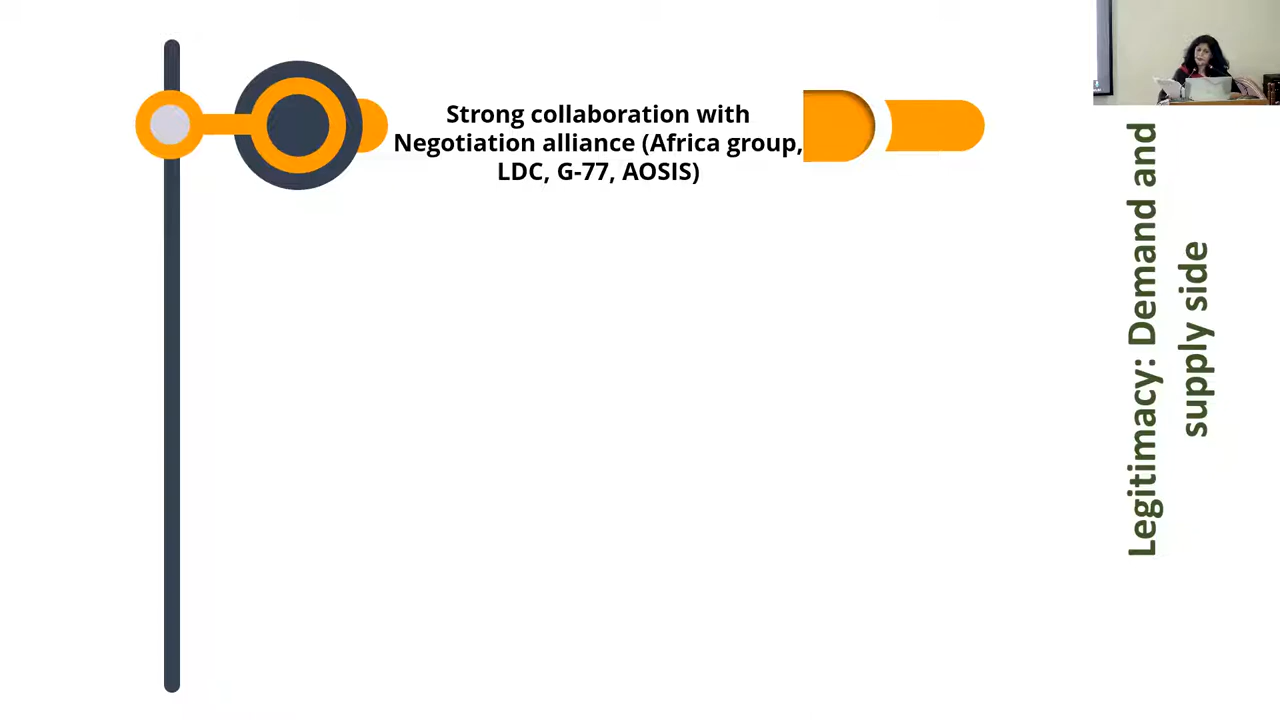 Strong collaboration with
Negotiation alliance (Africa group,
LDC, G-77, AOSIS)
Legitimacy: Demand and
supply side